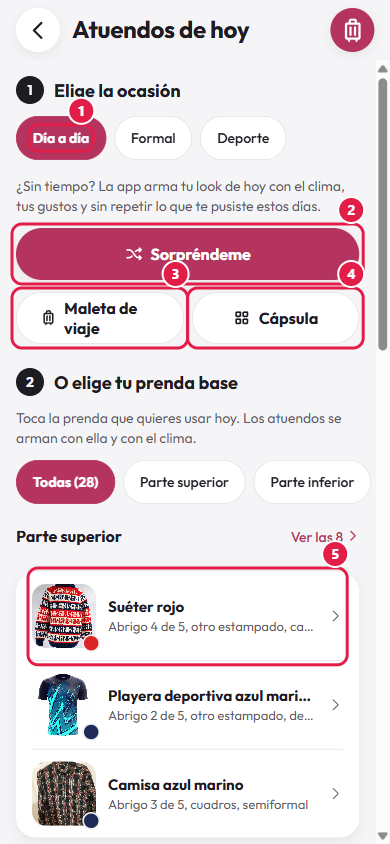 Atuendos de hoy
1 Elige la ocasión
1
Día a día Formal Deporte
¿Sin tiempo? La app arma tu look de hoy con el clima,
tus gustos y sin repetir lo que te pusiste estos días.
2
Sorpréndeme
3 4
Maleta de
viaje
Cápsula
2 O elige tu prenda base
Toca la prenda que quieres usar hoy. Los atuendos se
arman con ella y con el clima.
Todas (28) Parte superior Parte inferior
Parte superior Ver las 8
5
Suéter rojo
Abrigo 4 de 5, otro estampado, ca...
Playera deportiva azul mari...
Abrigo 2 de 5, otro estampado, de...
Camisa azul marino
Abrigo 3 de 5, cuadros, semiformal